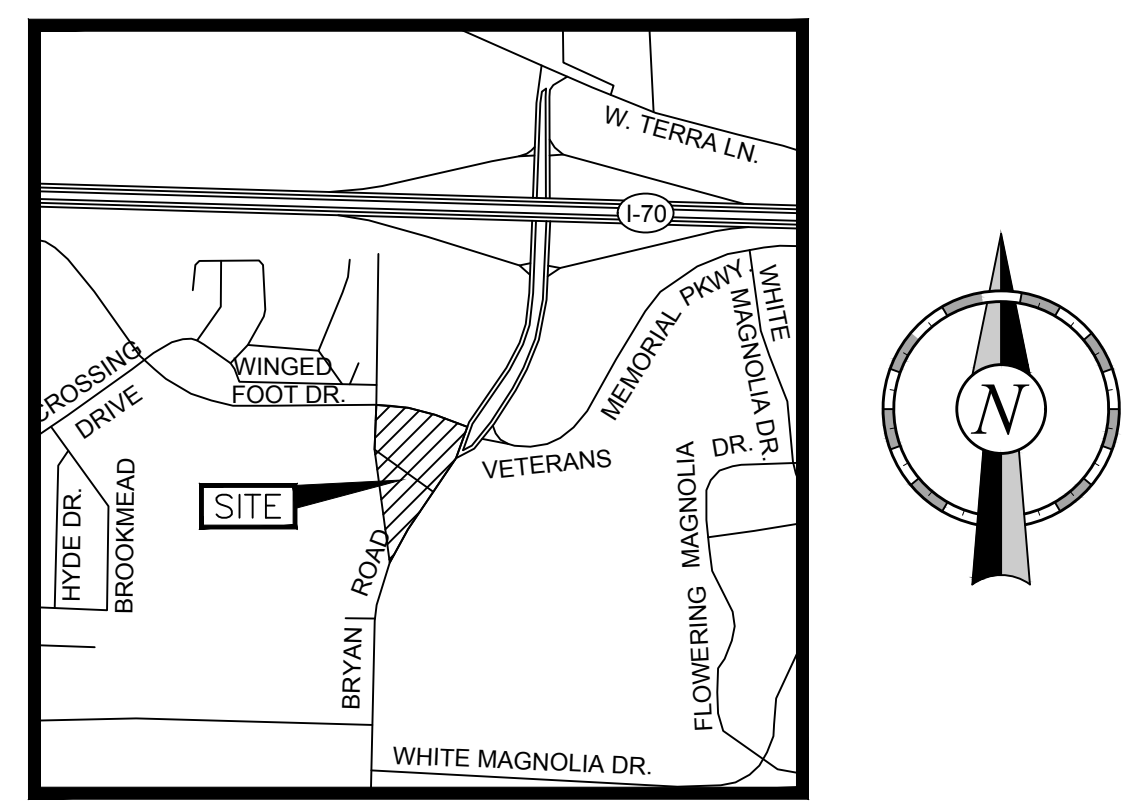 W. TERRA LN.
I-70
MEMORIAL PKWY.
WHITE
MAGNOLIA DR.
CROSSING
DRIVE
WINGED
FOOT DR.
VETERANS
DR.
MAGNOLIA
FLOWERING
SITE
HYDE DR.
BROOKMEAD
BRYAN ROAD
WHITE MAGNOLIA DR.
N